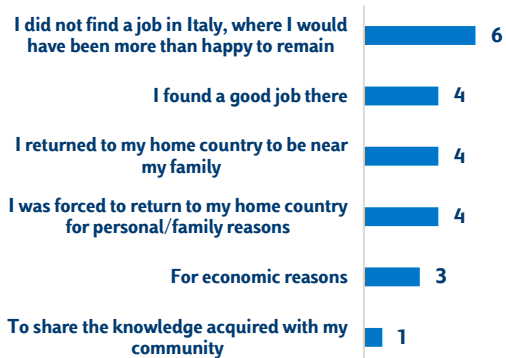 I did not find a job in Italy, where I would
have been more than happy to remain
6
I found a good job there
4
I returned to my home country to be near
my family
4
I was forced to return to my home country
for personal/family reasons
4
For economic reasons
3
To share the knowledge acquired with my
community
1